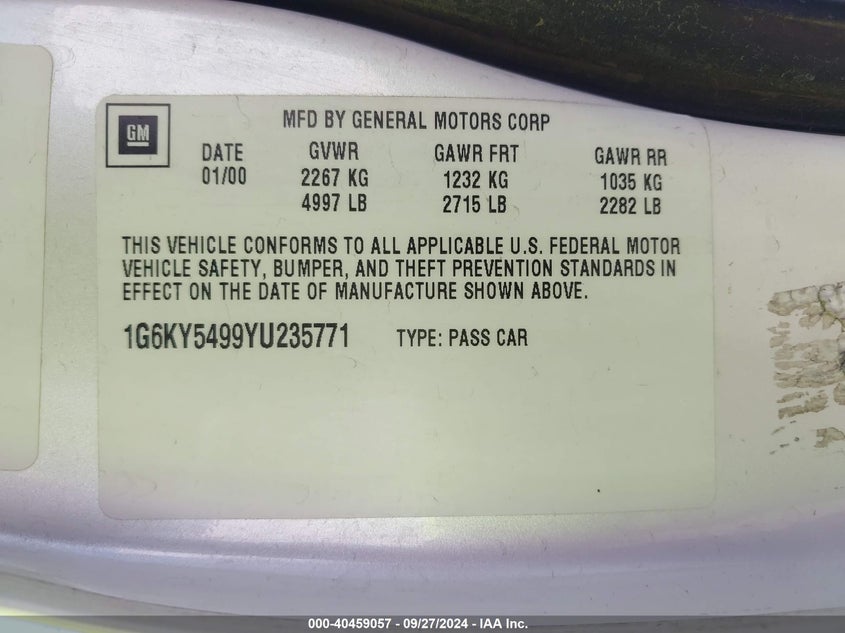 GM
MFD BY GENERAL MOTORS CORP
DATE GVWR GAWR FRT GAWR RR
01/00 2267 KG 1232 KG 1035 KG
4997 LB 2715 LB 2282 LB
THIS VEHICLE CONFORMS TO ALL APPLICABLE U.S. FEDERAL MOTOR
VEHICLE SAFETY, BUMPER, AND THEFT PREVENTION STANDARDS IN
EFFECT ON THE DATE OF MANUFACTURE SHOWN ABOVE.
1G6KY5499YU235771 TYPE: PASS CAR
000-40459057 - 09/27/2024 - IAA Inc.